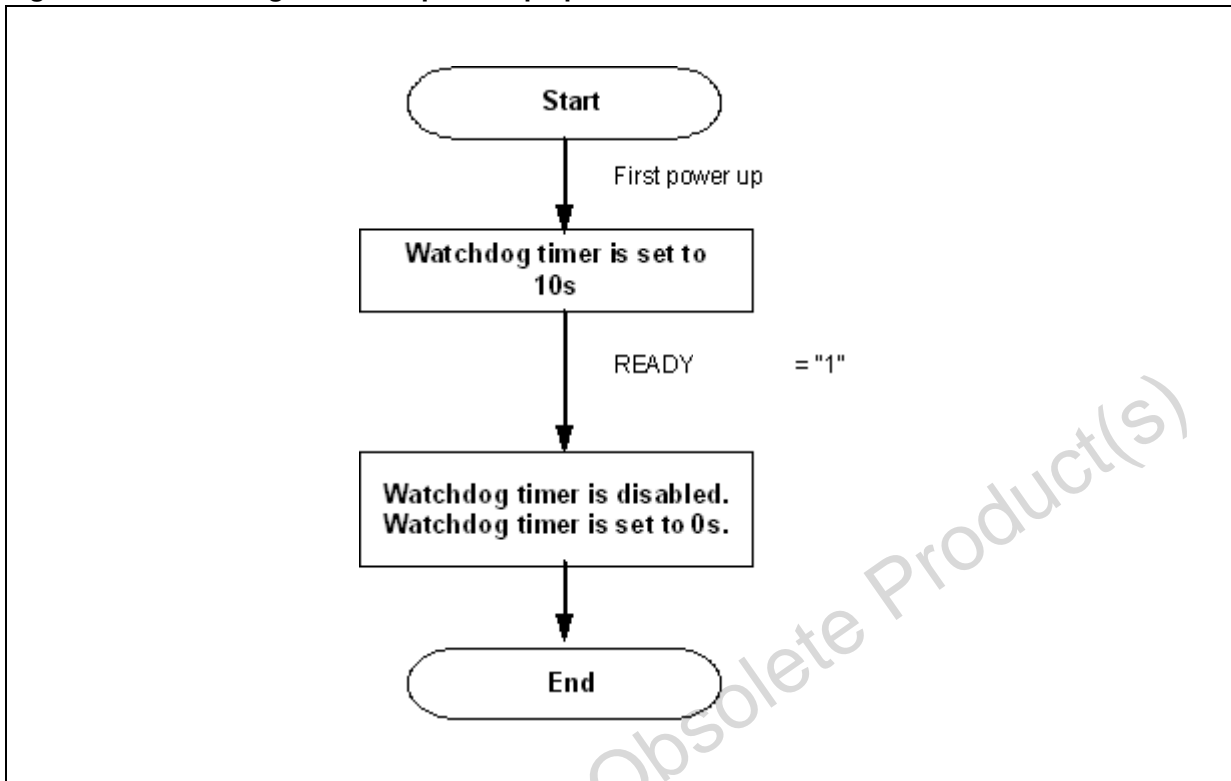 Start
First power up
Watchdog timer is set to
10s
READY = "1"
Watchdog timer is disabled.
Watchdog timer is set to 0s.
End
Obsolete Product(s)